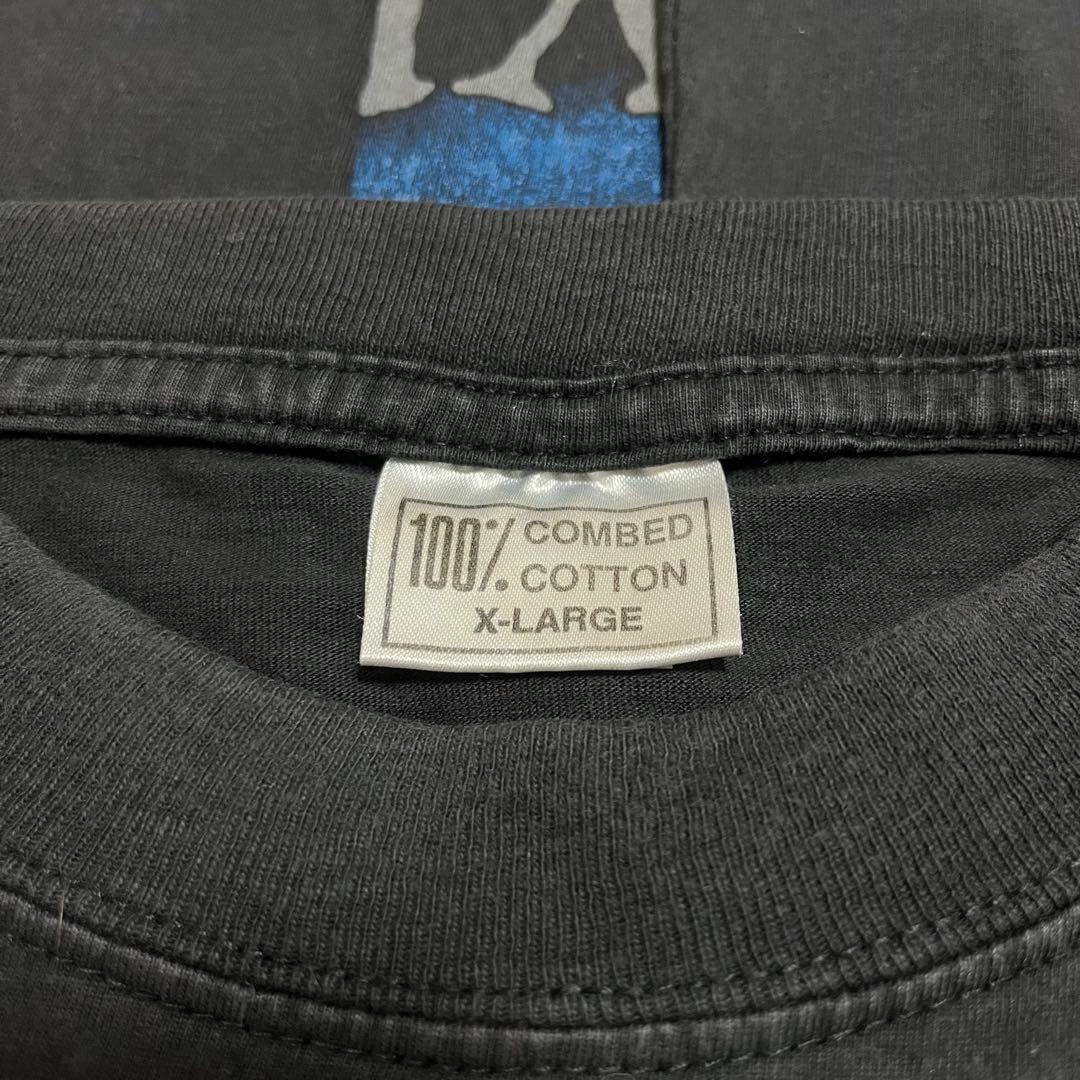 100% COMBED
COTTON
X-LARGE